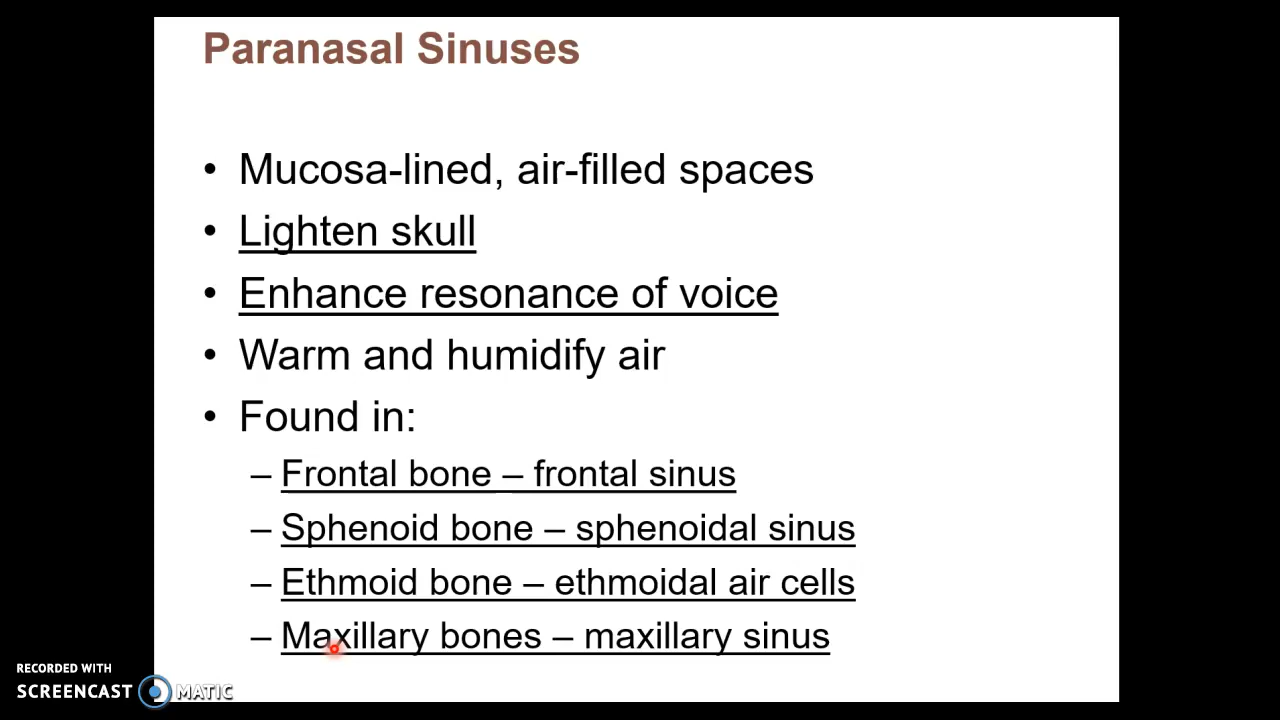 Paranasal Sinuses
• Mucosa-lined, air-filled spaces
• Lighten skull
• Enhance resonance of voice
• Warm and humidify air
• Found in:
– Frontal bone – frontal sinus
– Sphenoid bone – sphenoidal sinus
– Ethmoid bone – ethmoidal air cells
– Maxillary bones – maxillary sinus
RECORDED WITH
SCREENCAST MATIC